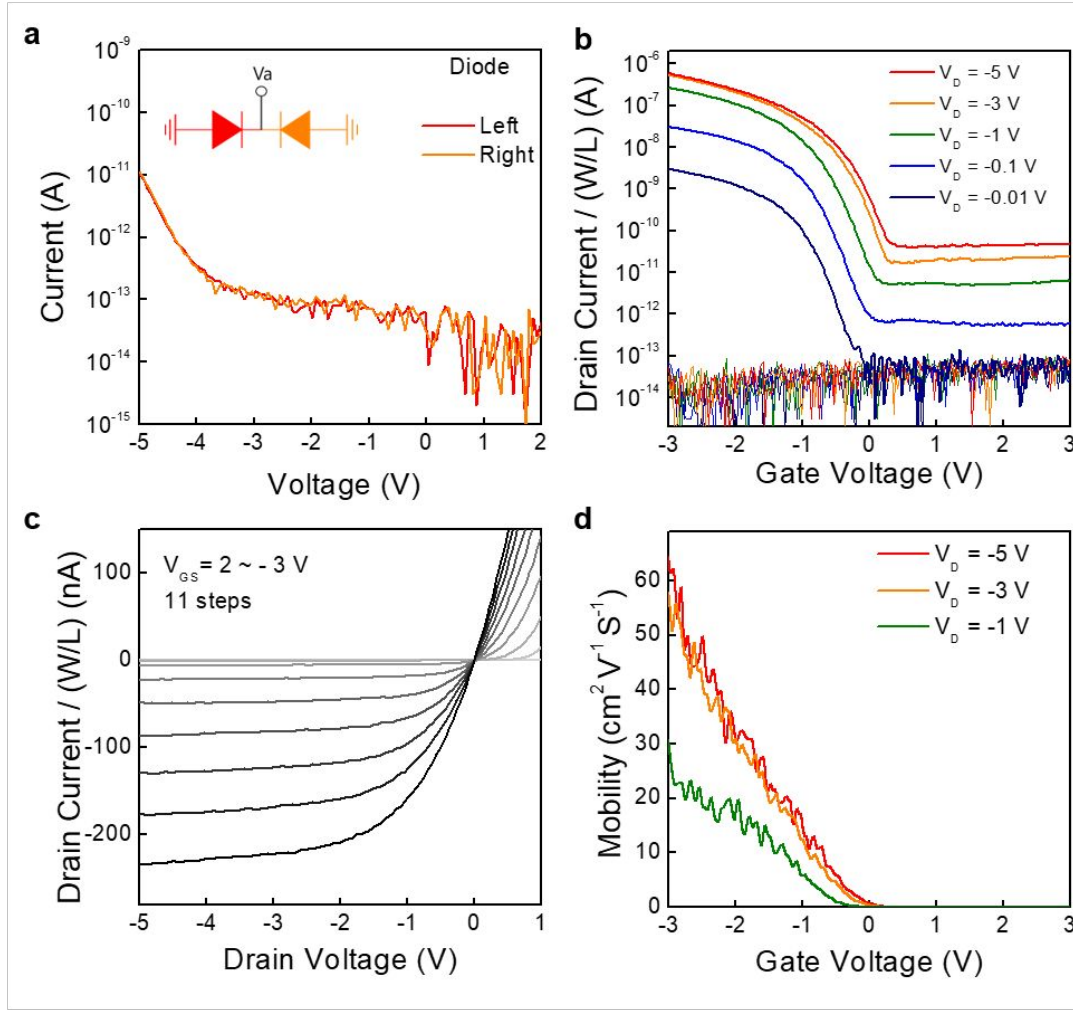 a
10⁻⁹
10⁻¹⁰
10⁻¹¹
10⁻¹²
10⁻¹³
10⁻¹⁴
10⁻¹⁵
Current (A)
Va
Diode
Left
Right
-5 -4 -3 -2 -1 0 1 2
Voltage (V)
b
10⁻⁶
10⁻⁷
10⁻⁸
10⁻⁹
10⁻¹⁰
10⁻¹¹
10⁻¹²
10⁻¹³
10⁻¹⁴
Drain Current / (W/L) (A)
V_D = -5 V
V_D = -3 V
V_D = -1 V
V_D = -0.1 V
V_D = -0.01 V
-3 -2 -1 0 1 2 3
Gate Voltage (V)
c
100
0
-100
-200
Drain Current / (W/L) (nA)
V_GS = 2 ~ - 3 V
11 steps
-5 -4 -3 -2 -1 0 1
Drain Voltage (V)
d
60
50
40
30
20
10
0
Mobility (cm² V⁻¹ S⁻¹)
V_D = -5 V
V_D = -3 V
V_D = -1 V
-3 -2 -1 0 1 2 3
Gate Voltage (V)